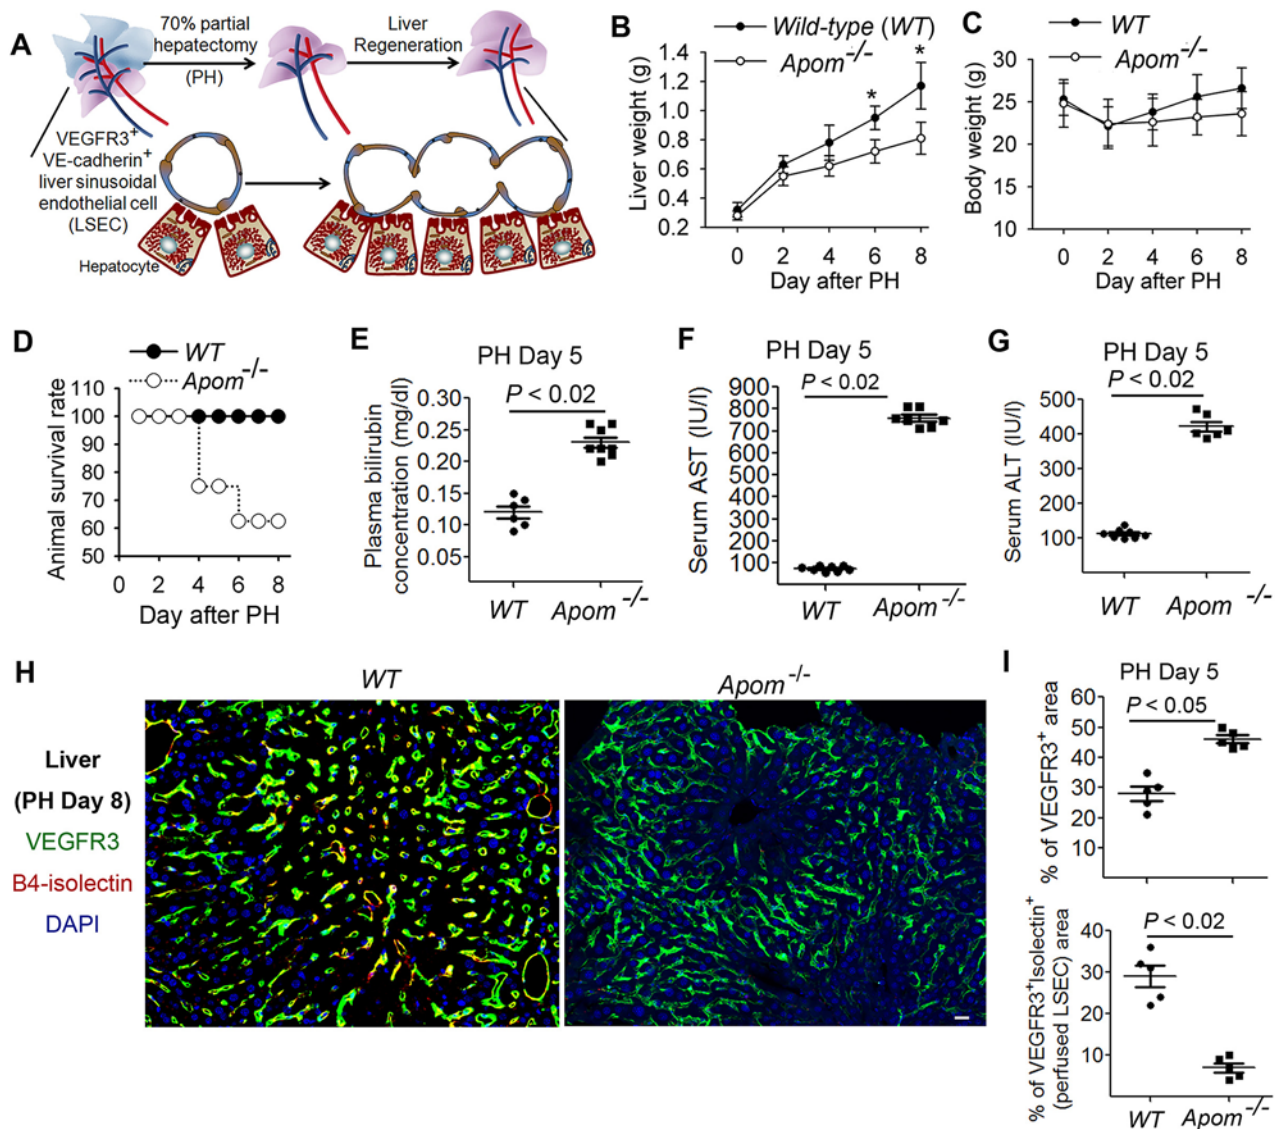 A
70% partial
hepatectomy
(PH)
Liver
Regeneration
VEGFR3+
VE-cadherin+
liver sinusoidal
endothelial cell
(LSEC)
Hepatocyte
B
Wild-type (WT)
Apom-/-
Liver weight (g)
1.4
1.2
1.0
0.8
0.6
0.4
0.2
* *
0 2 4 6 8
Day after PH
C
WT
Apom-/-
Body weight (g)
30
25
20
15
10
0 2 4 6 8
Day after PH
D
WT
Apom-/-
Animal survival rate
110
100
90
80
70
60
50
0 2 4 6 8
Day after PH
E
PH Day 5
P < 0.02
Plasma bilirubin
concentration (mg/dl)
0.30
0.25
0.20
0.15
0.10
0.05
WT Apom-/-
F
PH Day 5
P < 0.02
Serum AST (IU/l)
900
800
700
600
500
400
300
200
100
WT Apom-/-
G
PH Day 5
P < 0.02
Serum ALT (IU/l)
500
400
300
200
100
WT Apom-/-
H
WT Apom-/-
Liver
(PH Day 8)
VEGFR3
B4-isolectin
DAPI
I
PH Day 5
P < 0.05
% of VEGFR3+ area
60
50
40
30
20
10
P < 0.02
% of VEGFR3+Isolectin+
(perfused LSEC) area
40
30
20
10
WT Apom-/-